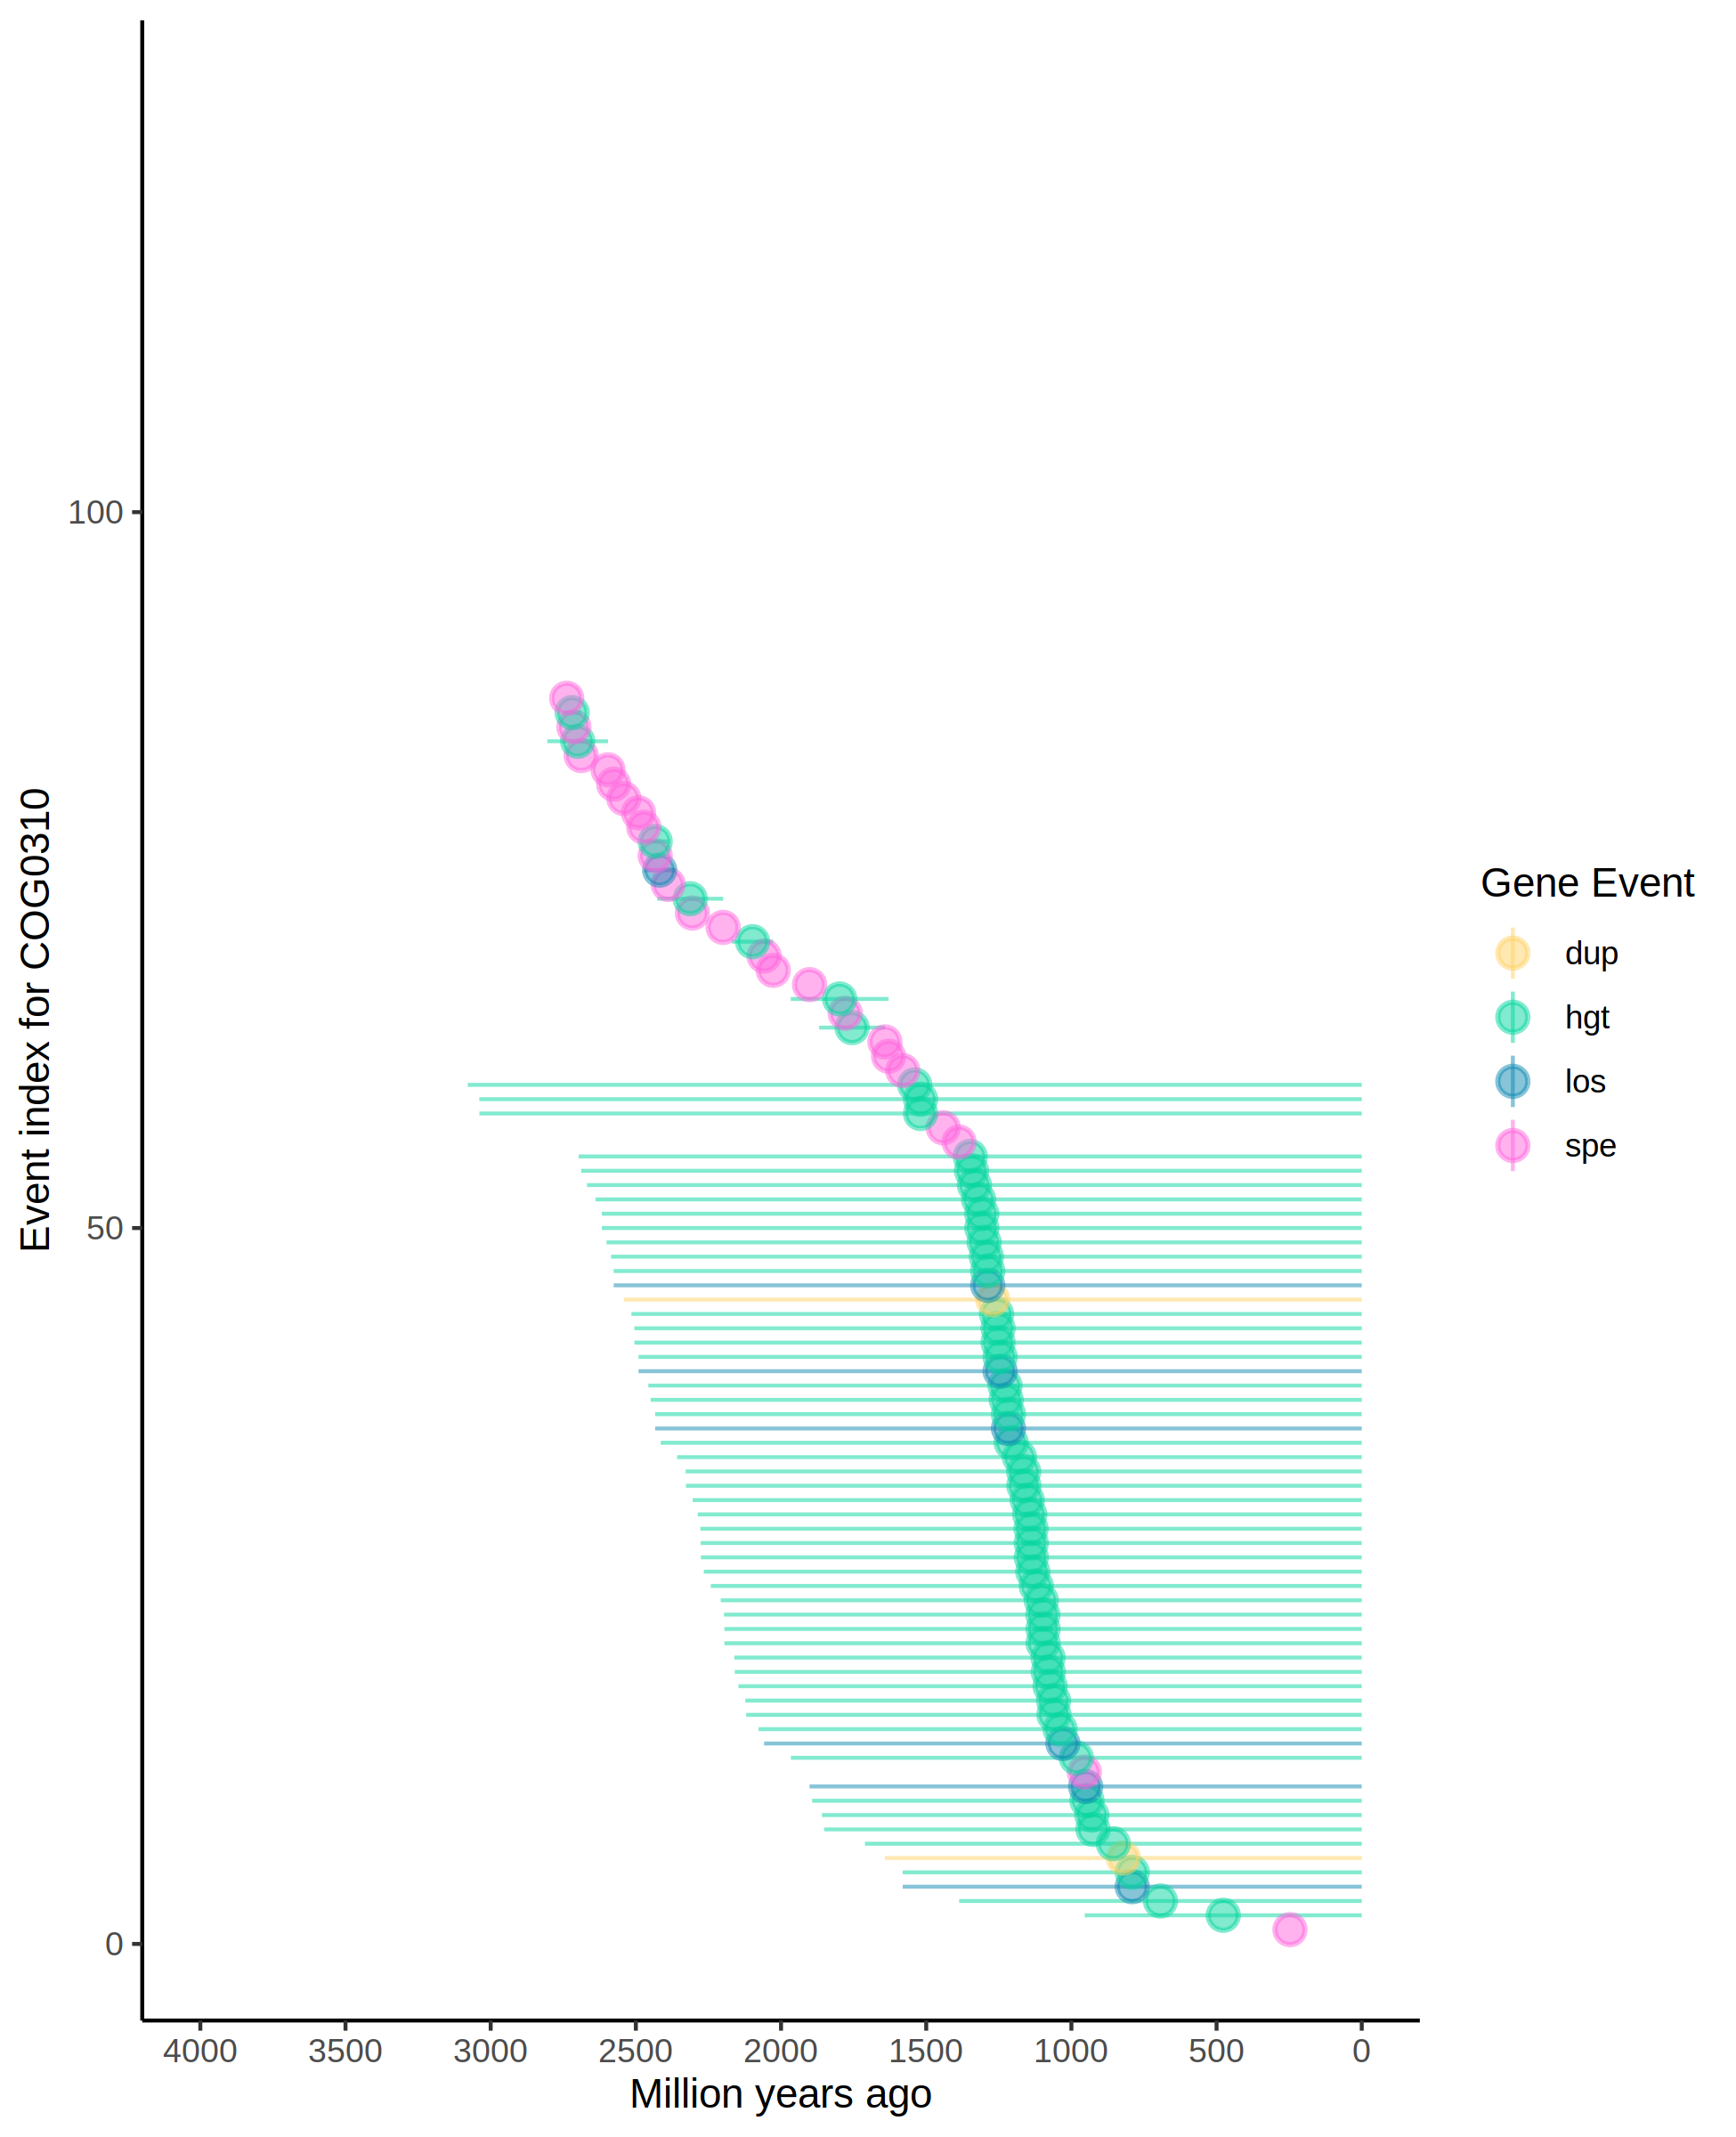 Event index for COG0310
100
50
0
4000 3500 3000 2500 2000 1500 1000 500 0
Million years ago
Gene Event
dup
hgt
los
spe